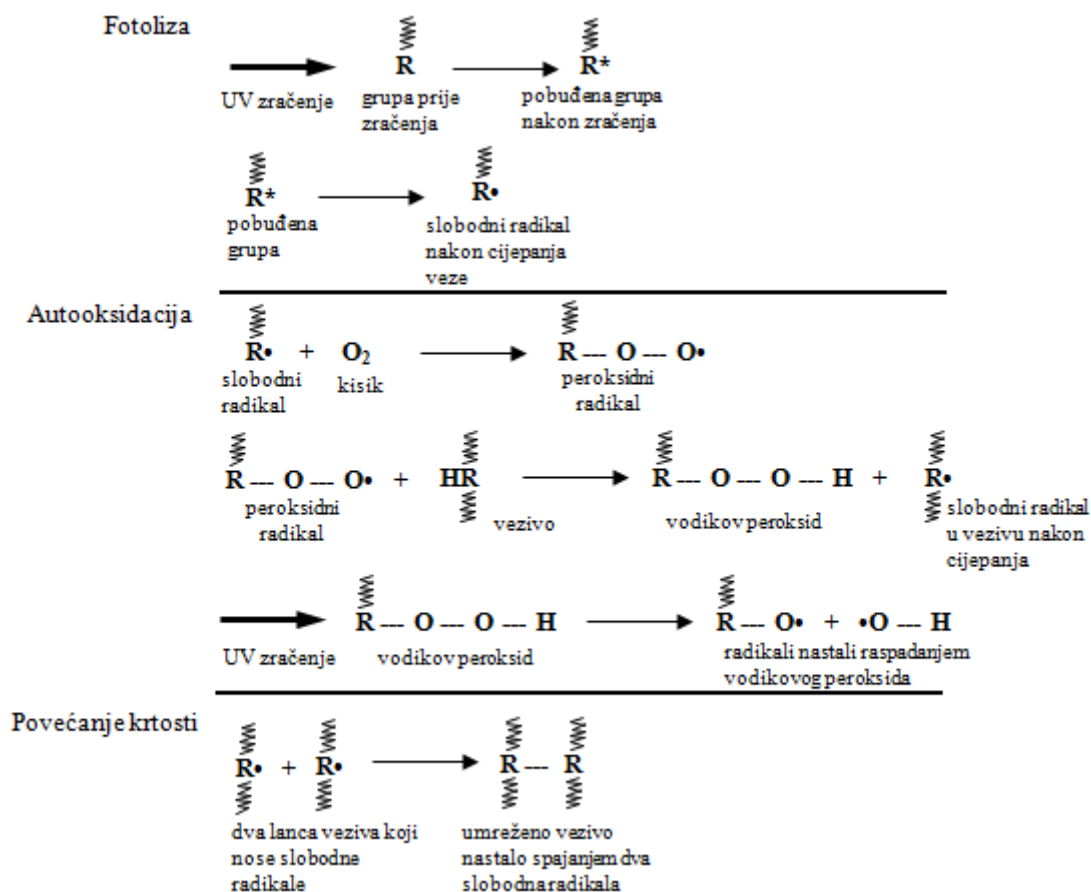 Fotoliza
R R*
UV zračenje
grupa prije
zračenja
pobuđena grupa
nakon zračenja
R* R•
pobuđena
grupa
slobodni radikal
nakon cijepanja
veze
Autooksidacija
R• + O₂ R --- O --- O•
slobodni
radikal
kisik
peroksidni
radikal
R --- O --- O• + HR R --- O --- O --- H + R•
peroksidni
radikal
vezivo
vodikov peroksid
slobodni radikal
u vezivu nakon
cijepanja
R --- O --- O --- H R --- O• + •O --- H
UV zračenje
vodikov peroksid
radikali nastali raspadanjem
vodikovog peroksida
Povećanje krtosti
R• + R• R --- R
dva lanca veziva koji
nose slobodne
radikale
umreženo vezivo
nastalo spajanjem dva
slobodna radikala